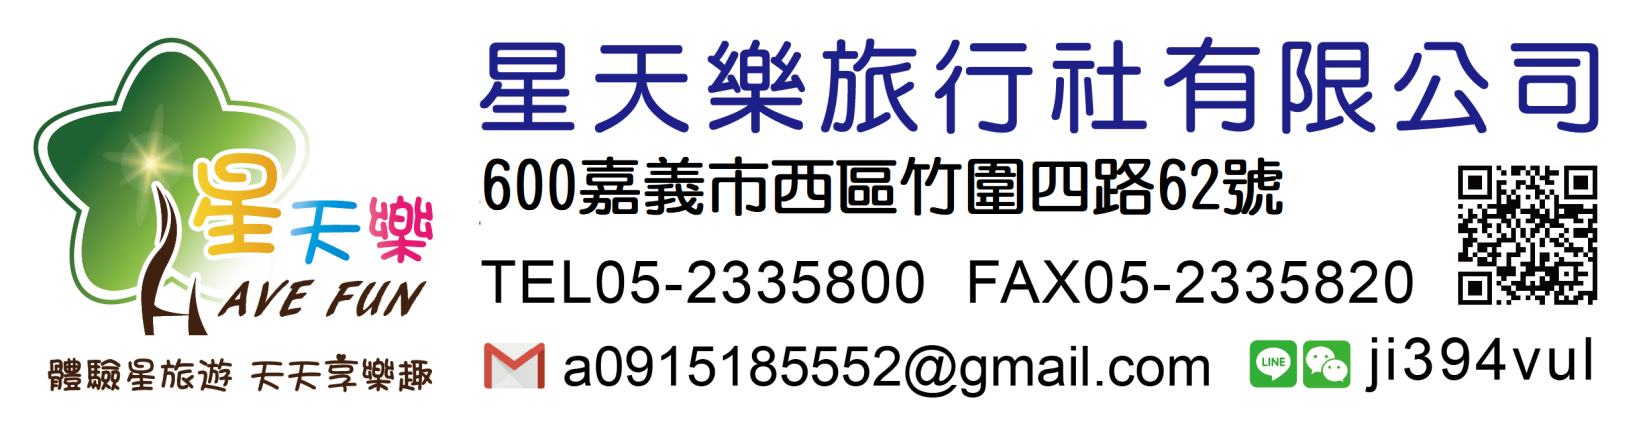 星天樂
HAVE FUN
體驗星旅遊 天天享樂趣
星天樂旅行社有限公司
600嘉義市西區竹圍四路62號
TEL05-2335800 FAX05-2335820
a0915185552@gmail.com
LINE
ji394vul